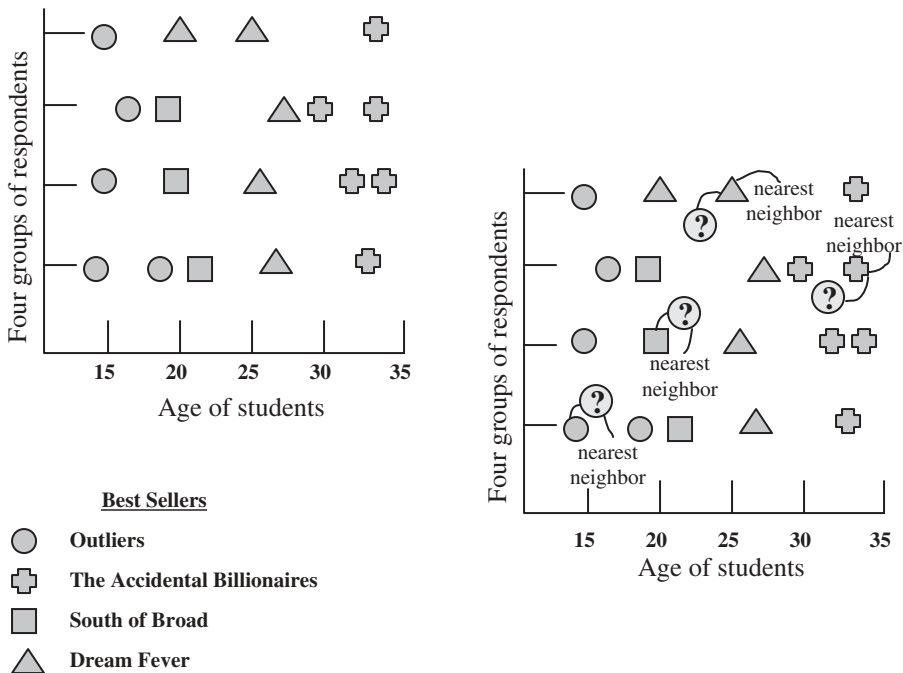 Four groups of respondents
15 20 25 30 35
Age of students
Best Sellers
Outliers
The Accidental Billionaires
South of Broad
Dream Fever
Four groups of respondents
nearest
neighbor
?
nearest
neighbor
?
?
nearest
neighbor
?
nearest
neighbor
15 20 25 30 35
Age of students